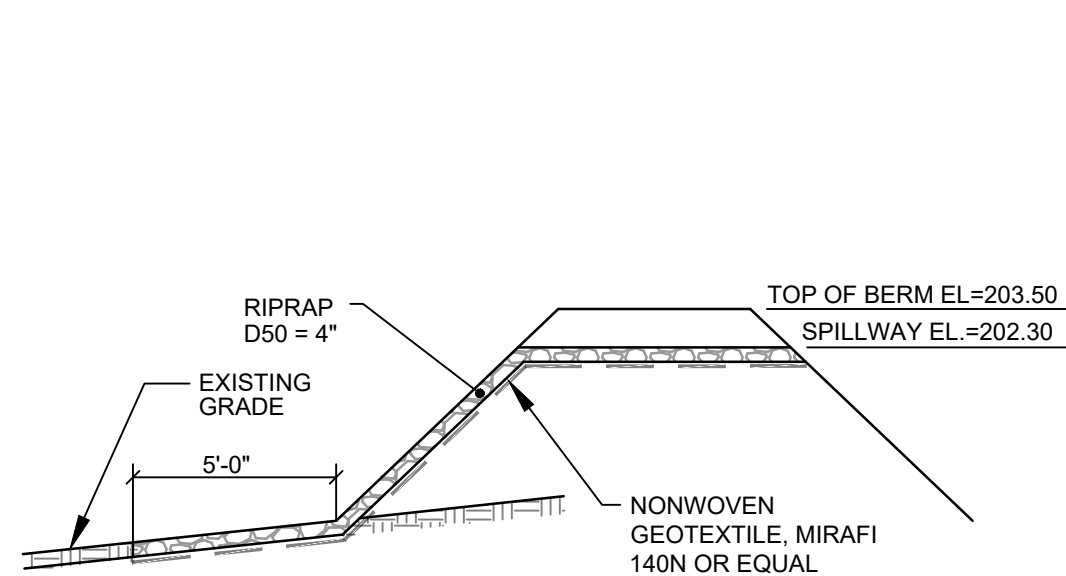 TOP OF BERM EL=203.50
SPILLWAY EL.=202.30
RIPRAP
D50 = 4"
EXISTING
GRADE
5'-0"
NONWOVEN
GEOTEXTILE, MIRAFI
140N OR EQUAL